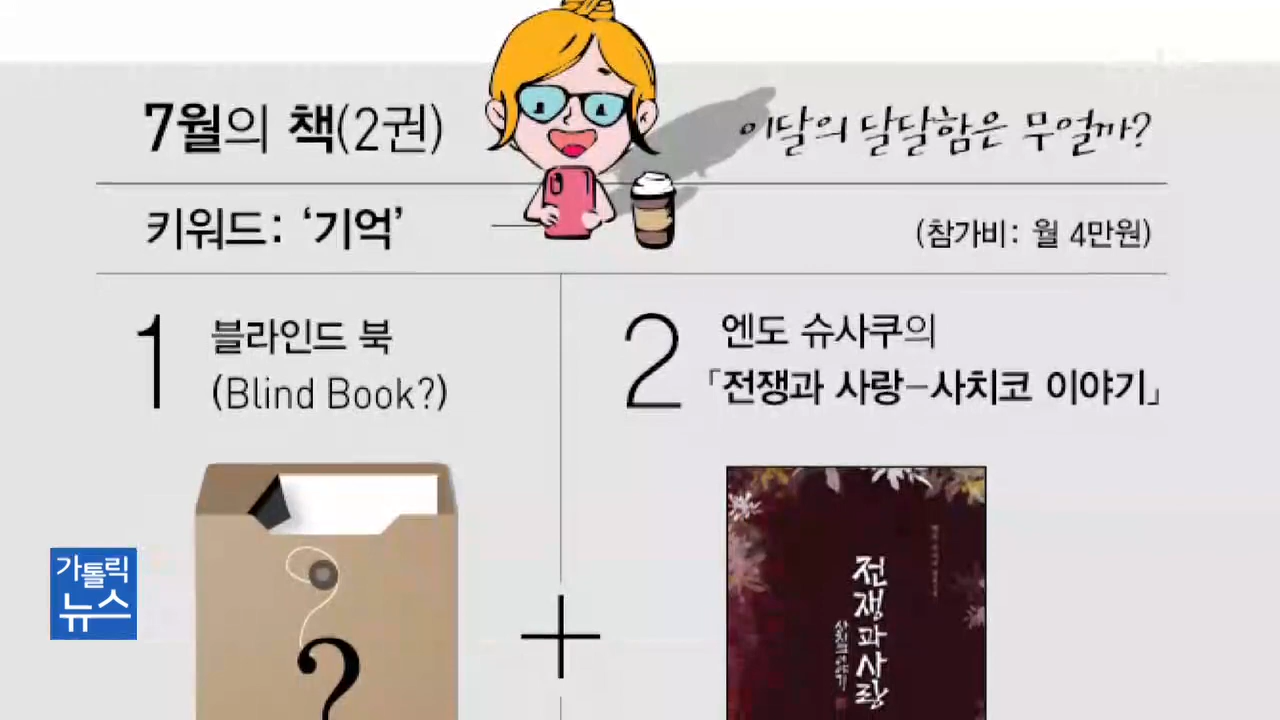 7월의 책(2권)
이달의 달달함은 무얼까?
키워드: ‘기억’
(참가비: 월 4만원)
1 블라인드 북
(Blind Book?)
2 엔도 슈사쿠의
「전쟁과 사랑-사치코 이야기」
?
+
전쟁과 사랑
사치코 이야기
가톨릭
뉴스